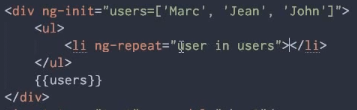 <div ng-init="users=['Marc', 'Jean', 'John']">
<ul>
<li ng-repeat="user in users"></li>
</ul>
{{users}}
</div>